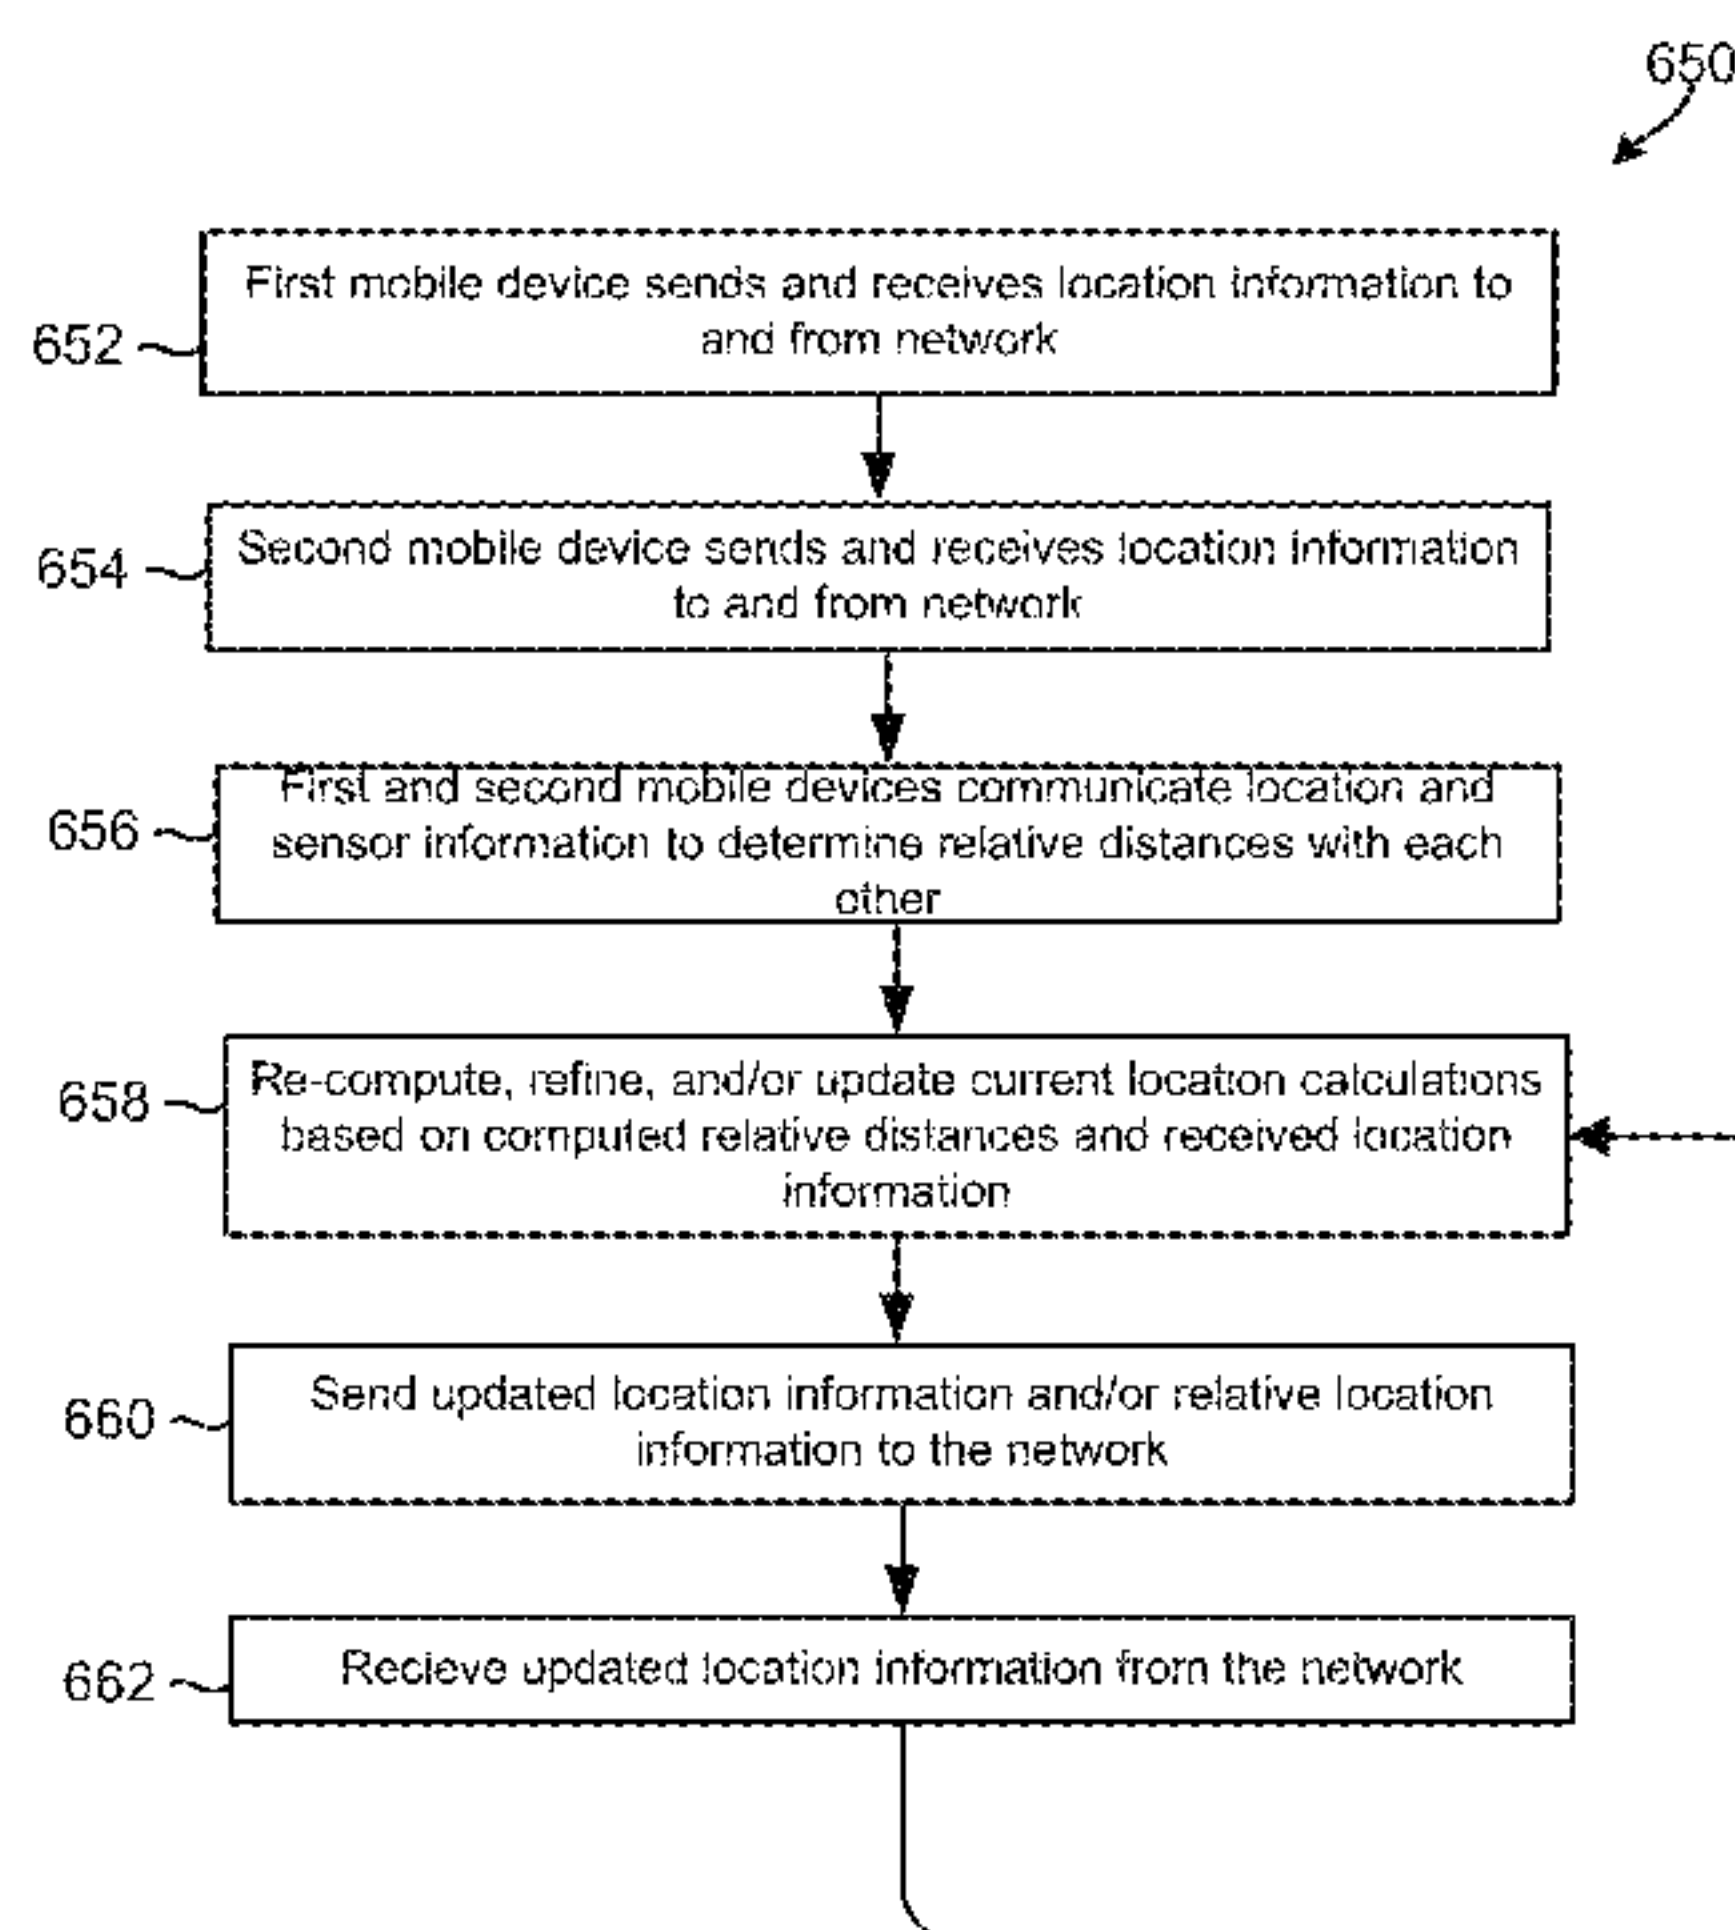 650
652
First mobile device sends and receives location information to
and from network
654
Second mobile device sends and receives location information
to and from network
656
First and second mobile devices communicate location and
sensor information to determine relative distances with each
other
658
Re-compute, refine, and/or update current location calculations
based on computed relative distances and received location
information
660
Send updated location information and/or relative location
information to the network
662
Recieve updated location information from the network